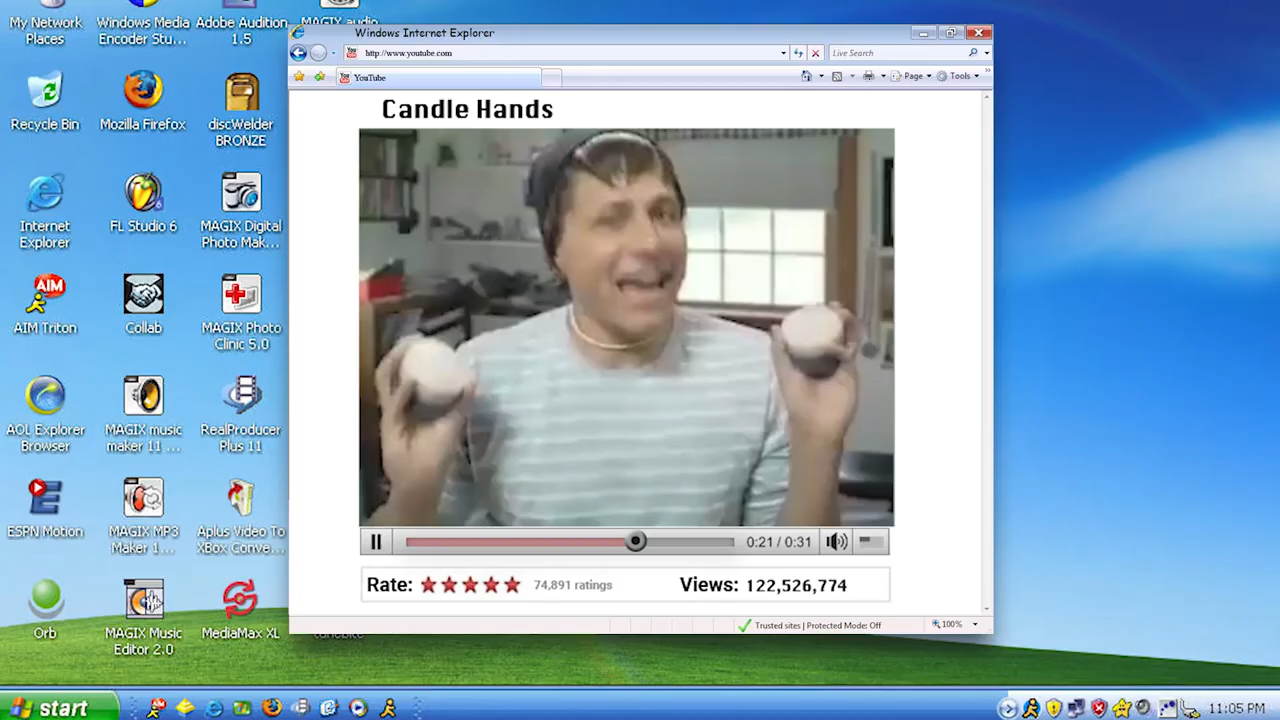 My Network
Places
Windows Media
Encoder Stu...
Adobe Audition
1.5
MAGIX audio
Recycle Bin
Mozilla Firefox
discWelder
BRONZE
Internet
Explorer
FL Studio 6
MAGIX Digital
Photo Mak...
AIM
AIM Triton
Collab
MAGIX Photo
Clinic 5.0
AOL Explorer
Browser
MAGIX music
maker 11 ...
RealProducer
Plus 11
ESPN Motion
MAGIX MP3
Maker 1...
Aplus Video To
XBox Conve...
Orb
MAGIX Music
Editor 2.0
MediaMax XL
Windows Internet Explorer
http://www.youtube.com
Live Search
YouTube
Page
Tools
Candle Hands
0:21 / 0:31
Rate:
74,891 ratings
Views: 122,526,774
Trusted sites | Protected Mode: Off
100%
start
11:05 PM